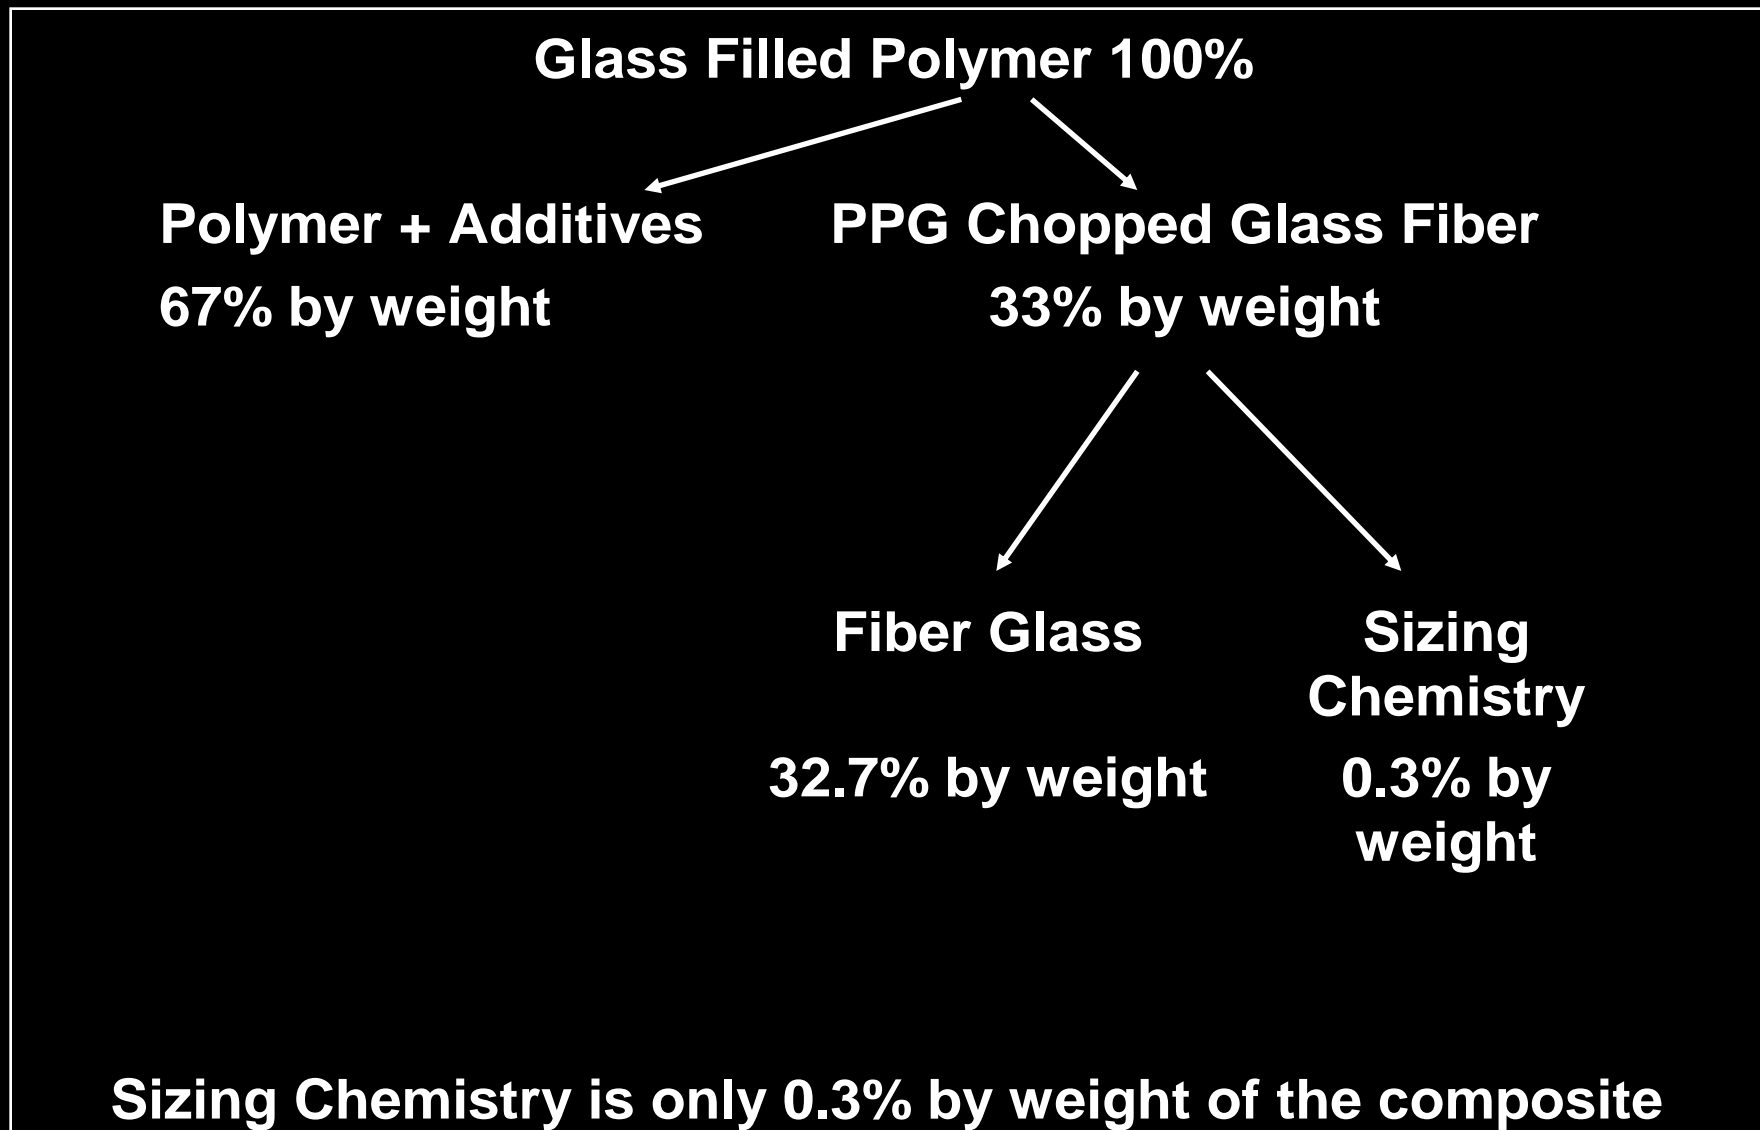 Glass Filled Polymer 100%
Polymer + Additives
67% by weight
PPG Chopped Glass Fiber
33% by weight
Fiber Glass
32.7% by weight
Sizing
Chemistry
0.3% by
weight
Sizing Chemistry is only 0.3% by weight of the composite